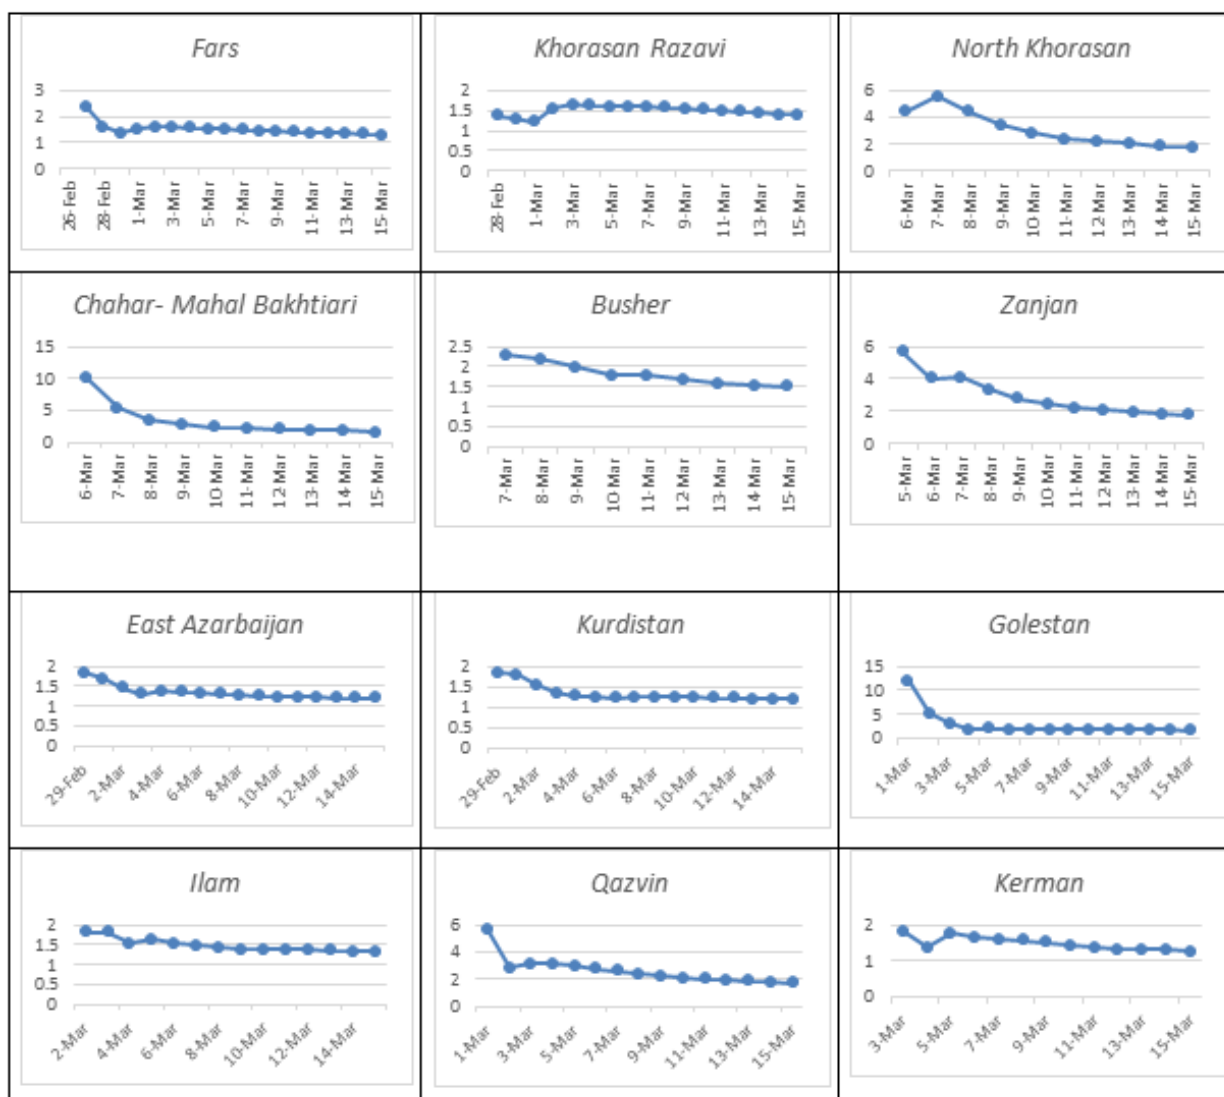 Fars
3
2
1
0
26-Feb
28-Feb
1-Mar
3-Mar
5-Mar
7-Mar
9-Mar
11-Mar
13-Mar
15-Mar
Khorasan Razavi
2
1.5
1
0.5
0
28-Feb
1-Mar
3-Mar
5-Mar
7-Mar
9-Mar
11-Mar
13-Mar
15-Mar
North Khorasan
6
4
2
0
6-Mar
7-Mar
8-Mar
9-Mar
10-Mar
11-Mar
12-Mar
13-Mar
14-Mar
15-Mar
Chahar- Mahal Bakhtiari
15
10
5
0
6-Mar
7-Mar
8-Mar
9-Mar
10-Mar
11-Mar
12-Mar
13-Mar
14-Mar
15-Mar
Busher
2.5
2
1.5
1
0.5
0
7-Mar
8-Mar
9-Mar
10-Mar
11-Mar
12-Mar
13-Mar
14-Mar
15-Mar
Zanjan
6
4
2
0
5-Mar
6-Mar
7-Mar
8-Mar
9-Mar
10-Mar
11-Mar
12-Mar
13-Mar
14-Mar
15-Mar
East Azarbaijan
2
1.5
1
0.5
0
29-Feb
2-Mar
4-Mar
6-Mar
8-Mar
10-Mar
12-Mar
14-Mar
Kurdistan
2
1.5
1
0.5
0
29-Feb
2-Mar
4-Mar
6-Mar
8-Mar
10-Mar
12-Mar
14-Mar
Golestan
15
10
5
0
1-Mar
3-Mar
5-Mar
7-Mar
9-Mar
11-Mar
13-Mar
15-Mar
Ilam
2
1.5
1
0.5
0
2-Mar
4-Mar
6-Mar
8-Mar
10-Mar
12-Mar
14-Mar
Qazvin
6
4
2
0
1-Mar
3-Mar
5-Mar
7-Mar
9-Mar
11-Mar
13-Mar
15-Mar
Kerman
2
1
0
3-Mar
5-Mar
7-Mar
9-Mar
11-Mar
13-Mar
15-Mar